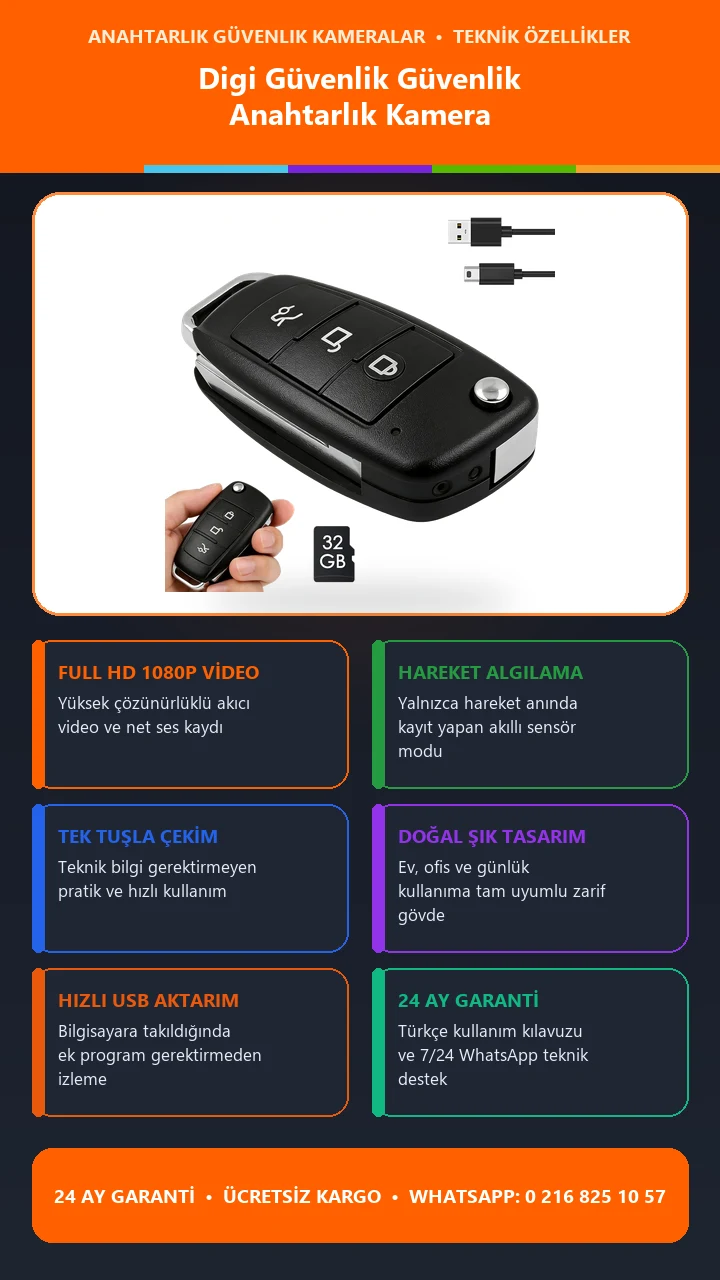 ANAHTARLIK GÜVENLIK KAMERALAR • TEKNİK ÖZELLİKLER
Digi Güvenlik Güvenlik
Anahtarlık Kamera
32
GB
FULL HD 1080P VİDEO
Yüksek çözünürlüklü akıcı
video ve net ses kaydı
HAREKET ALGILAMA
Yalnızca hareket anında
kayıt yapan akıllı sensör
modu
TEK TUŞLA ÇEKİM
Teknik bilgi gerektirmeyen
pratik ve hızlı kullanım
DOĞAL ŞIK TASARIM
Ev, ofis ve günlük
kullanıma tam uyumlu zarif
gövde
HIZLI USB AKTARIM
Bilgisayara takıldığında
ek program gerektirmeden
izleme
24 AY GARANTİ
Türkçe kullanım kılavuzu
ve 7/24 WhatsApp teknik
destek
24 AY GARANTİ • ÜCRETSİZ KARGO • WHATSAPP: 0 216 825 10 57